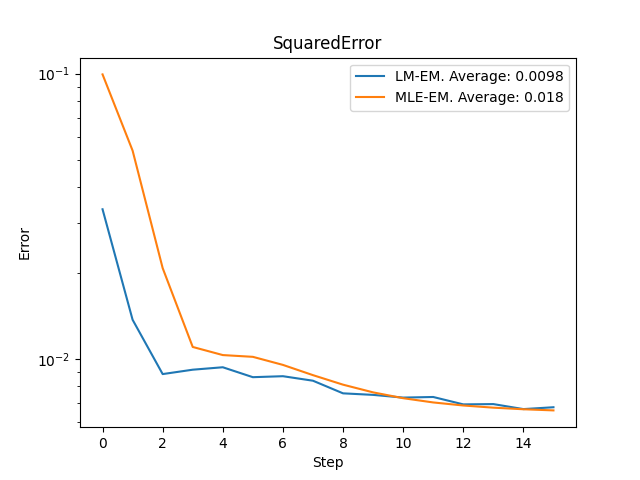 SquaredError
LM-EM. Average: 0.0098
MLE-EM. Average: 0.018
10⁻¹
10⁻²
Error
0 2 4 6 8 10 12 14
Step